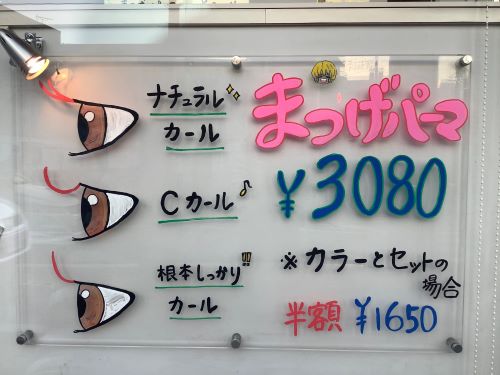 ナチュラル
カール
Cカール♪
根本しっかり!!
カール
まつげパーマ
¥3080
※カラーとセットの
場合
半額 ¥1650